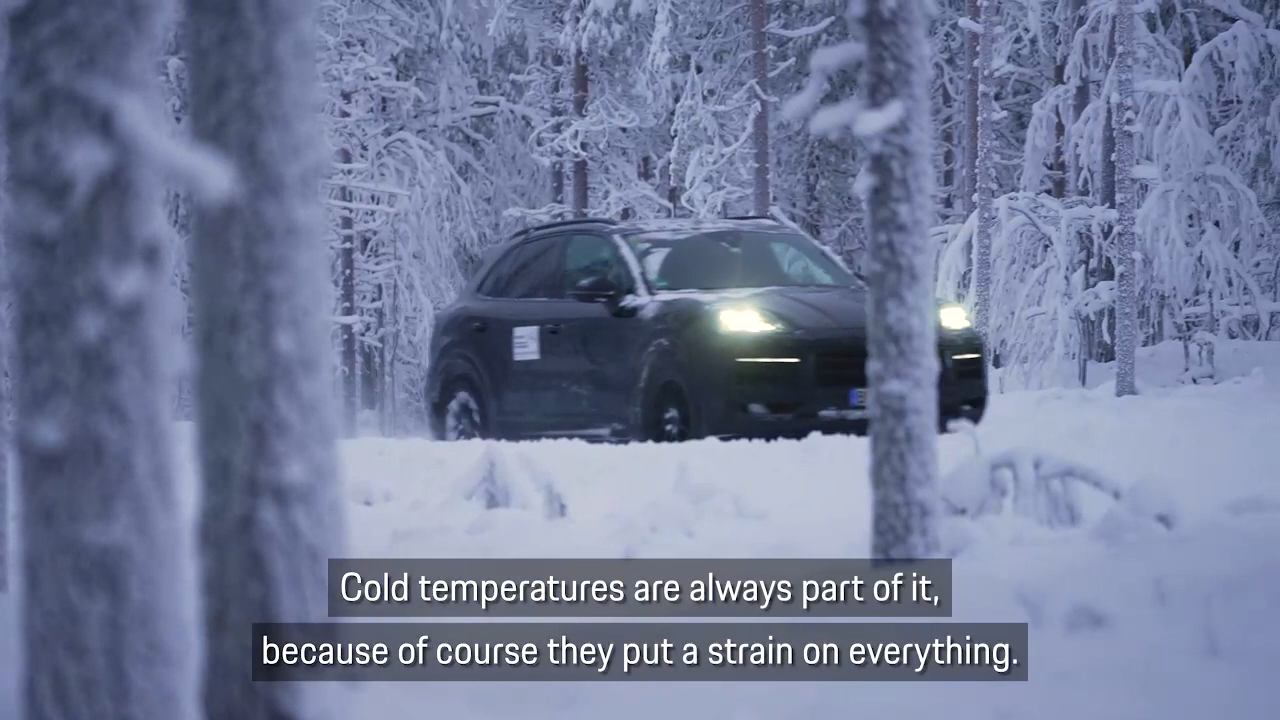 Cold temperatures are always part of it,
because of course they put a strain on everything.